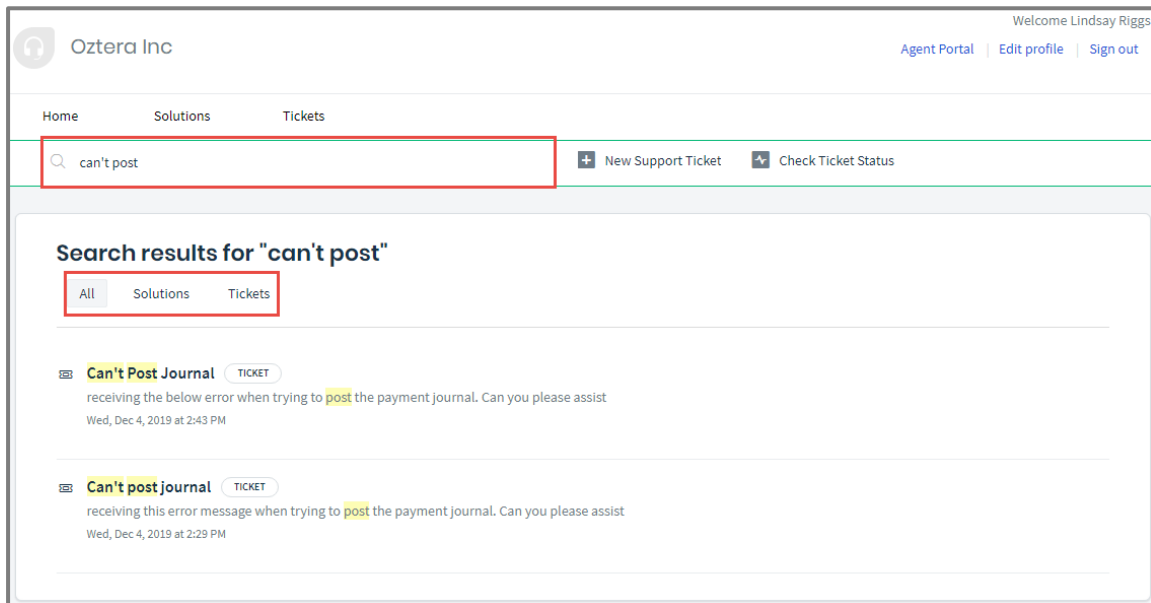 Welcome Lindsay Riggs
Oztera Inc
Agent Portal Edit profile Sign out
Home Solutions Tickets
can't post New Support Ticket Check Ticket Status
Search results for "can't post"
All Solutions Tickets
Can't Post Journal TICKET
receiving the below error when trying to post the payment journal. Can you please assist
Wed, Dec 4, 2019 at 2:43 PM
Can't post journal TICKET
receiving this error message when trying to post the payment journal. Can you please assist
Wed, Dec 4, 2019 at 2:29 PM